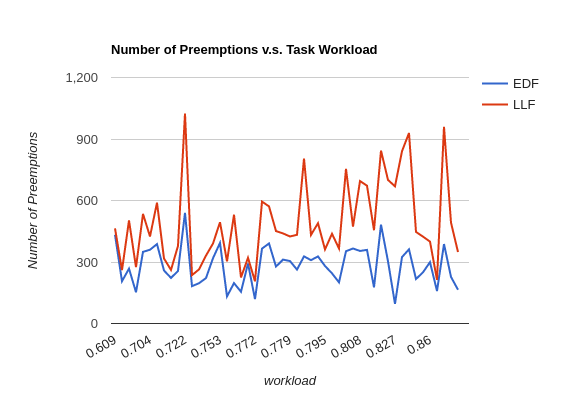 Number of Preemptions v.s. Task Workload
EDF
LLF
Number of Preemptions
1,200
900
600
300
0
0.609 0.704 0.722 0.753 0.772 0.779 0.795 0.808 0.827 0.86
workload